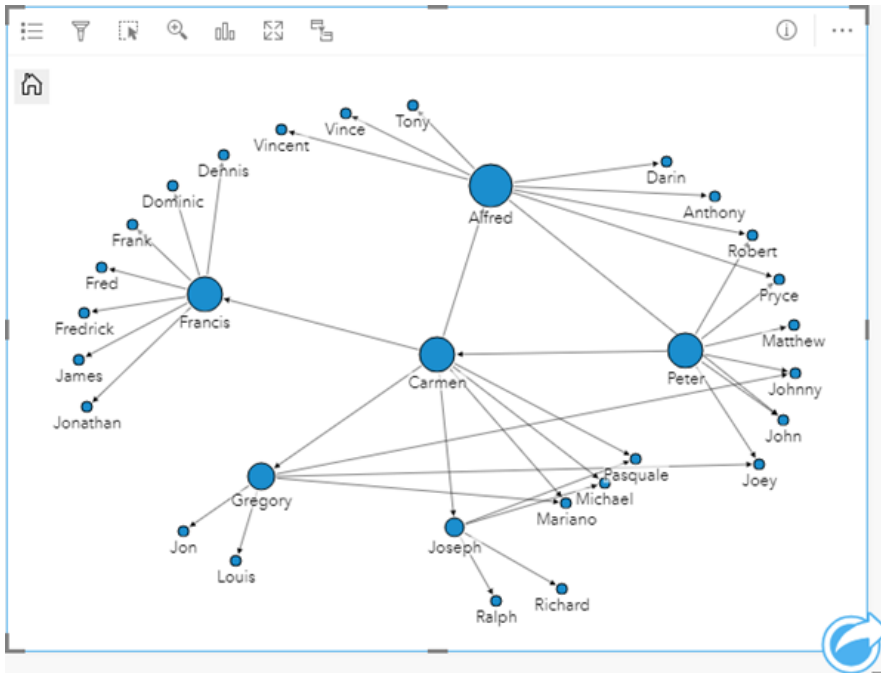 Tony
Vince
Vincent
Dennis
Darin
Dominic
Anthony
Alfred
Frank
Robert
Fred
Pryce
Francis
Fredrick
Matthew
James
Carmen
Peter
Johnny
Jonathan
John
Pasquale
Joey
Gregory
Michael
Mariano
Jon
Joseph
Louis
Richard
Ralph